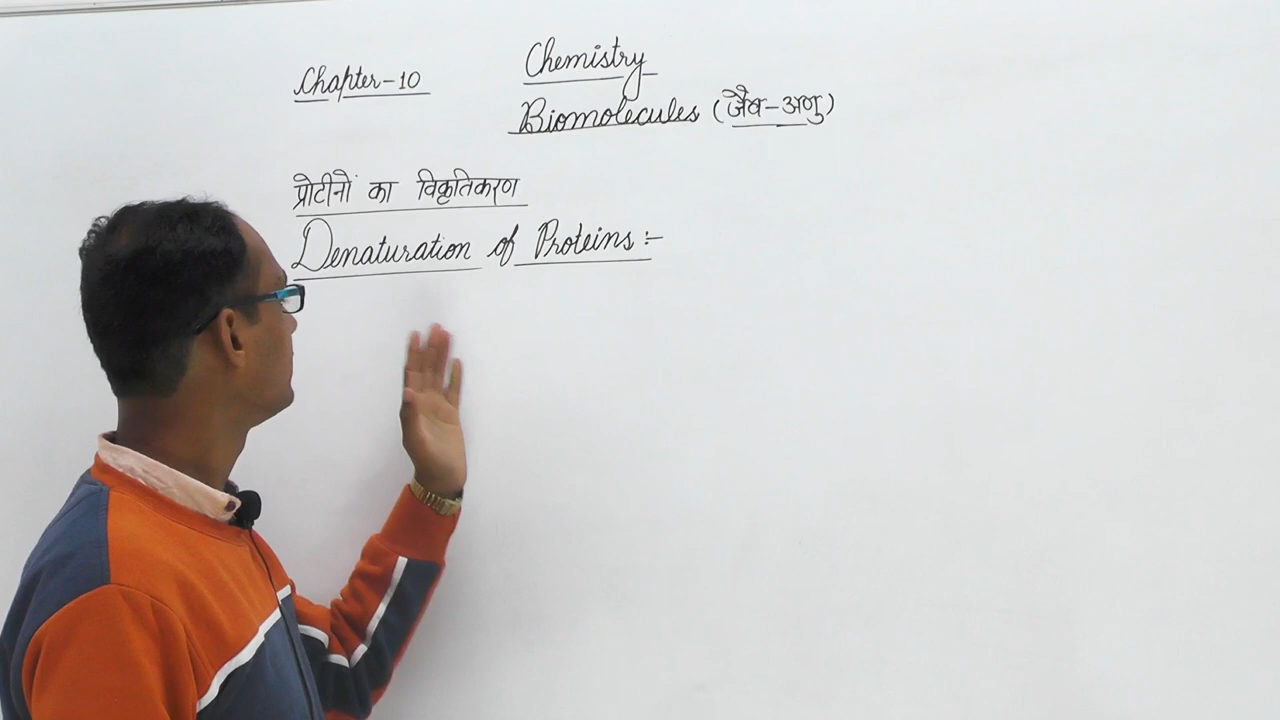 Chapter-10
Chemistry
Biomolecules (जैव-अणु)
प्रोटीनों का विकृतिकरण
Denaturation of Proteins :-